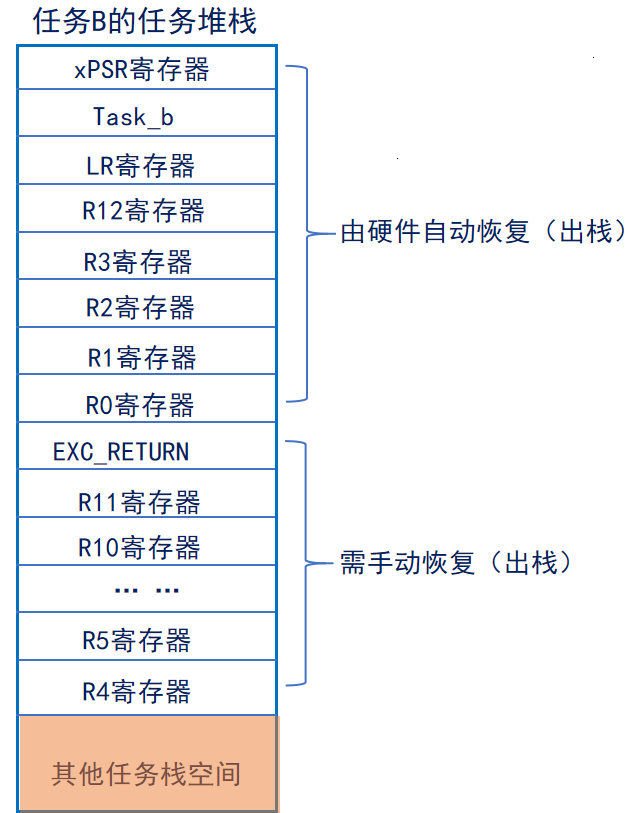 任务B的任务堆栈
xPSR寄存器
Task_b
LR寄存器
R12寄存器
R3寄存器
R2寄存器
R1寄存器
R0寄存器
由硬件自动恢复（出栈）
EXC_RETURN
R11寄存器
R10寄存器
… …
R5寄存器
R4寄存器
需手动恢复（出栈）
其他任务栈空间